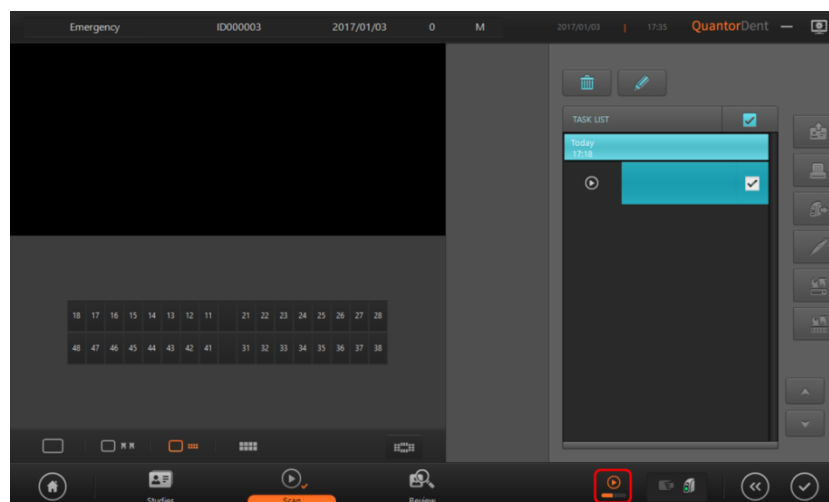 Emergency ID000003 2017/01/03 0 M 2017/01/03 | 17:35 QuantorDent
TASK LIST
Today
17:18
18 17 16 15 14 13 12 11 21 22 23 24 25 26 27 28
48 47 46 45 44 43 42 41 31 32 33 34 35 36 37 38
Studies Scan Review